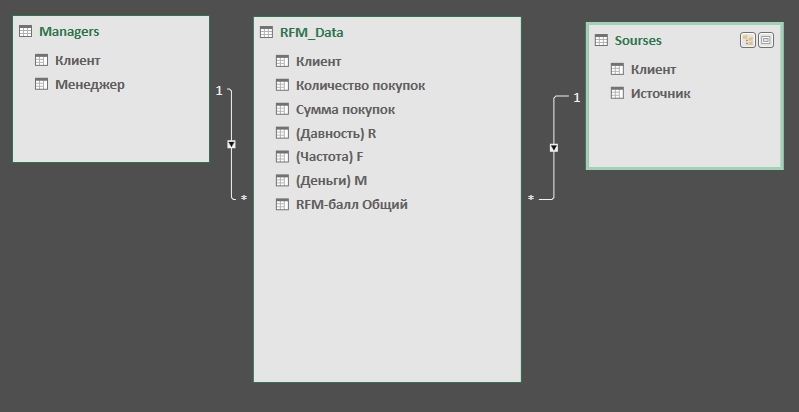 Managers
Клиент
Менеджер
1
*
RFM_Data
Клиент
Количество покупок
Сумма покупок
(Давность) R
(Частота) F
(Деньги) M
RFM-балл Общий
*
1
Sourses
Клиент
Источник